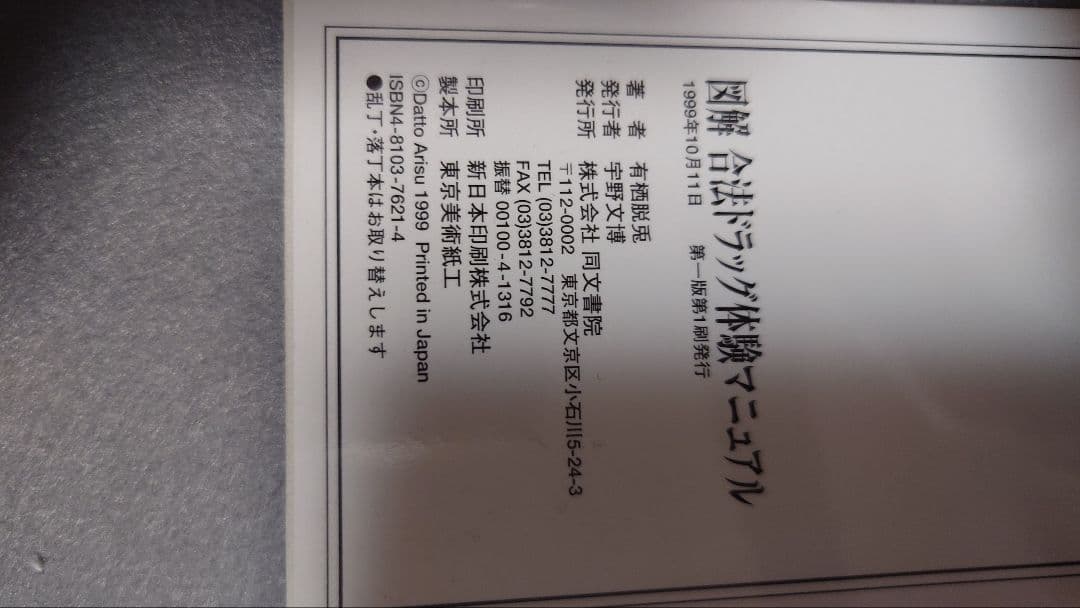 図解 合法ドラッグ体験マニュアル
1999年10月11日 第一版第1刷発行
著 者 有栖脱兎
発行者 宇野文博
発行所 株式会社 同文書院
〒112-0002 東京都文京区小石川5-24-3
TEL (03)3812-7777
FAX (03)3812-7792
振替 00100-4-1316
印刷所 新日本印刷株式会社
製本所 東京美術紙工
©Datto Arisu 1999 Printed in Japan
ISBN4-8103-7621-4
●乱丁・落丁本はお取り替えします